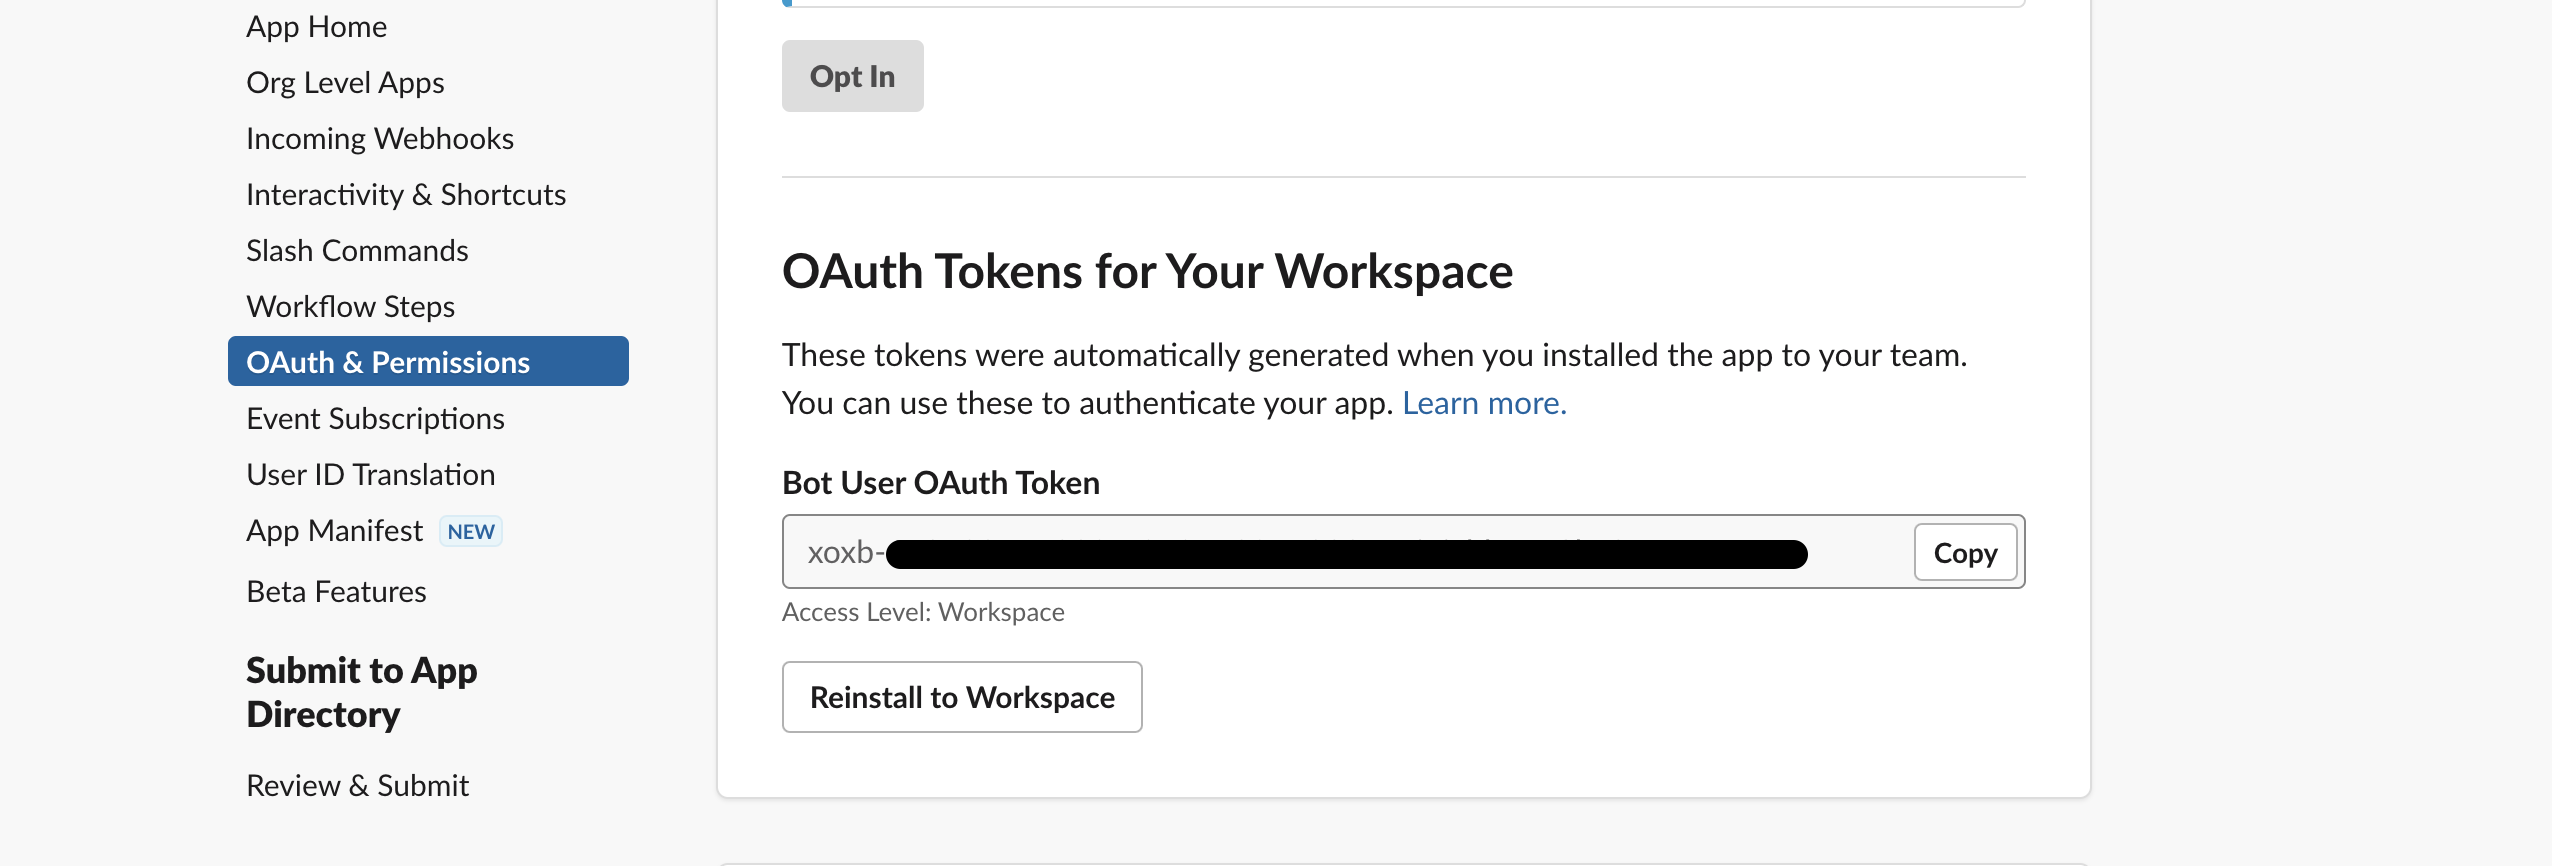 App Home
Org Level Apps
Incoming Webhooks
Interactivity & Shortcuts
Slash Commands
Workflow Steps
OAuth & Permissions
Event Subscriptions
User ID Translation
App Manifest NEW
Beta Features
Submit to App
Directory
Review & Submit
Opt In
OAuth Tokens for Your Workspace
These tokens were automatically generated when you installed the app to your team.
You can use these to authenticate your app. Learn more.
Bot User OAuth Token
xoxb-
Copy
Access Level: Workspace
Reinstall to Workspace